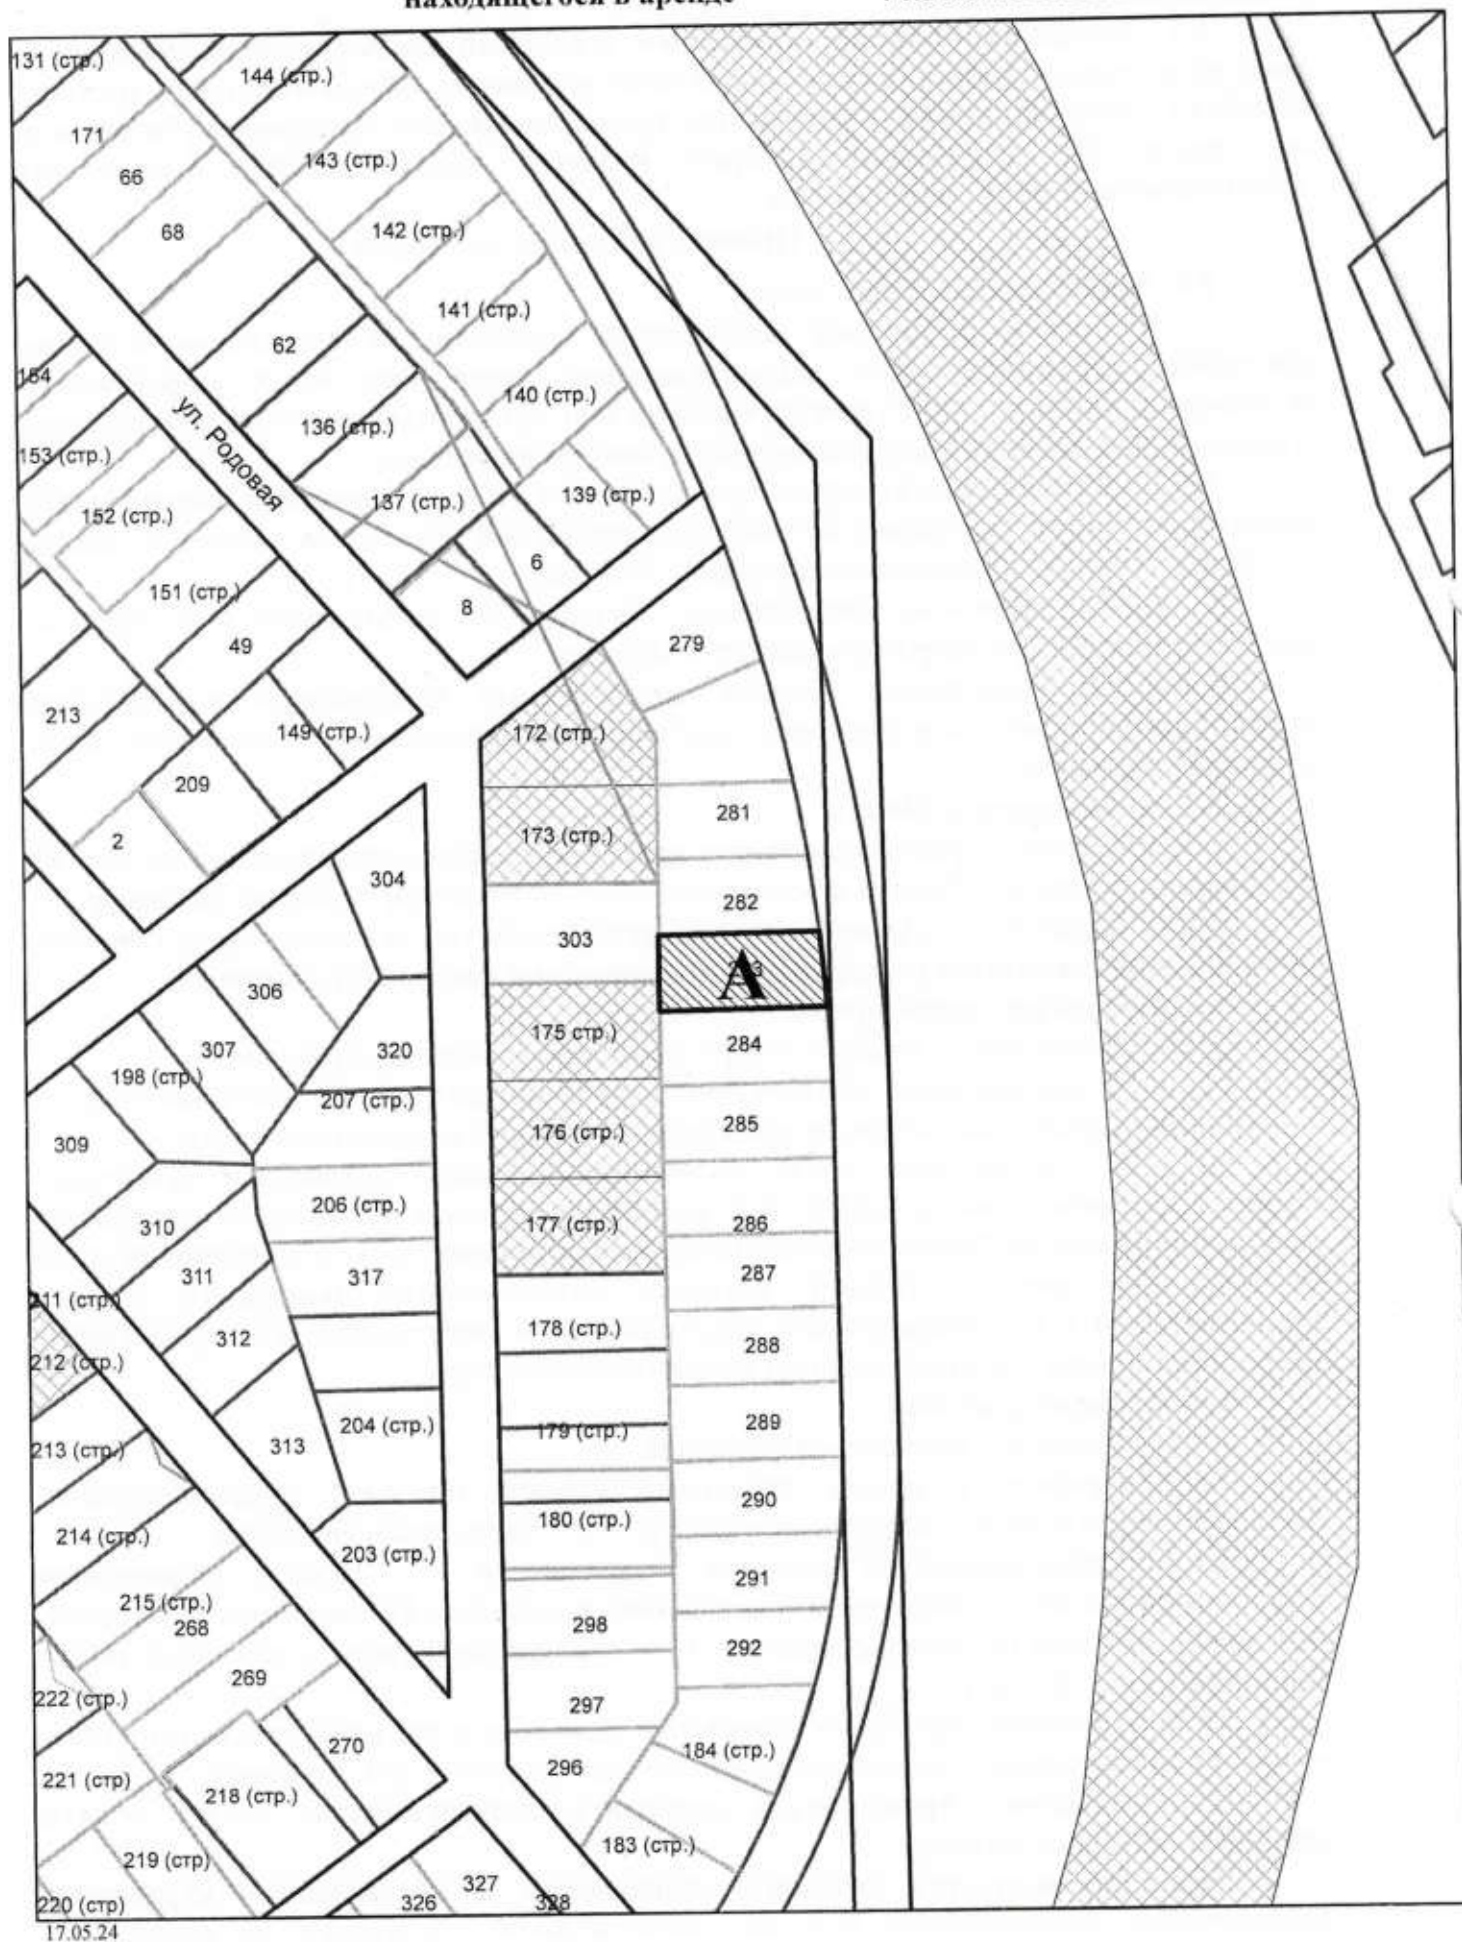 находящегося в аренде
131 (стр.)
144 (стр.)
171
143 (стр.)
66
68
142 (стр.)
141 (стр.)
62
184
140 (стр.)
ул. Родовая
136 (стр.)
153 (стр.)
137 (стр.)
139 (стр.)
152 (стр.)
6
151 (стр.)
8
49
279
213
149 (стр.)
172 (стр.)
209
281
2
173 (стр.)
304
282
303
A
306
175 стр.)
284
307
320
198 (стр.)
207 (стр.)
285
176 (стр.)
309
206 (стр.)
310
177 (стр.)
286
311
317
287
211 (стр.)
312
178 (стр.)
288
212 (стр.)
204 (стр.)
289
179 (стр.)
213 (стр.)
313
290
180 (стр.)
214 (стр.)
203 (стр.)
291
215 (стр.)
268
298
292
269
222 (стр.)
297
270
184 (стр.)
296
221 (стр)
218 (стр.)
183 (стр.)
219 (стр)
327
220 (стр)
326
328
17.05.24